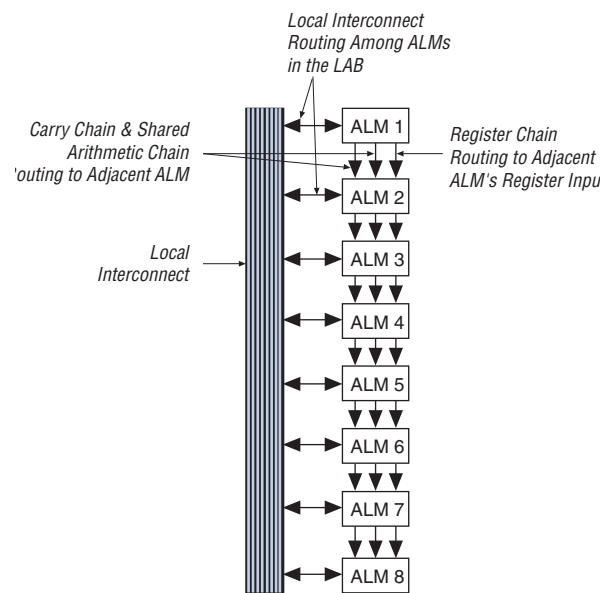 Local Interconnect
Routing Among ALMs
in the LAB
Carry Chain & Shared
Arithmetic Chain
outing to Adjacent ALM
Register Chain
Routing to Adjacent
ALM's Register Inpu
Local
Interconnect
ALM 1
ALM 2
ALM 3
ALM 4
ALM 5
ALM 6
ALM 7
ALM 8